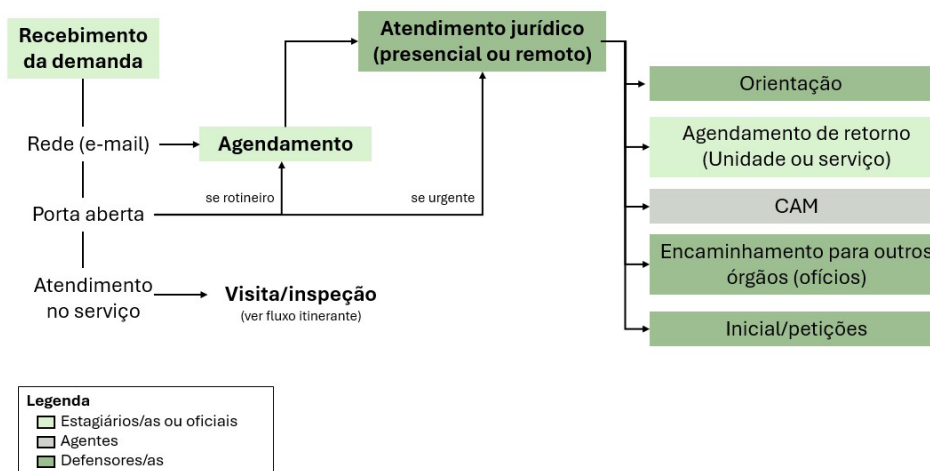 Recebimento
da demanda
Atendimento jurídico
(presencial ou remoto)
Orientação
Rede (e-mail)
Agendamento
Agendamento de retorno
(Unidade ou serviço)
se rotineiro
se urgente
Porta aberta
CAM
Encaminhamento para outros
órgãos (ofícios)
Atendimento
no serviço
Visita/inspeção
(ver fluxo itinerante)
Inicial/petições
Legenda
Estagiários/as ou oficiais
Agentes
Defensores/as